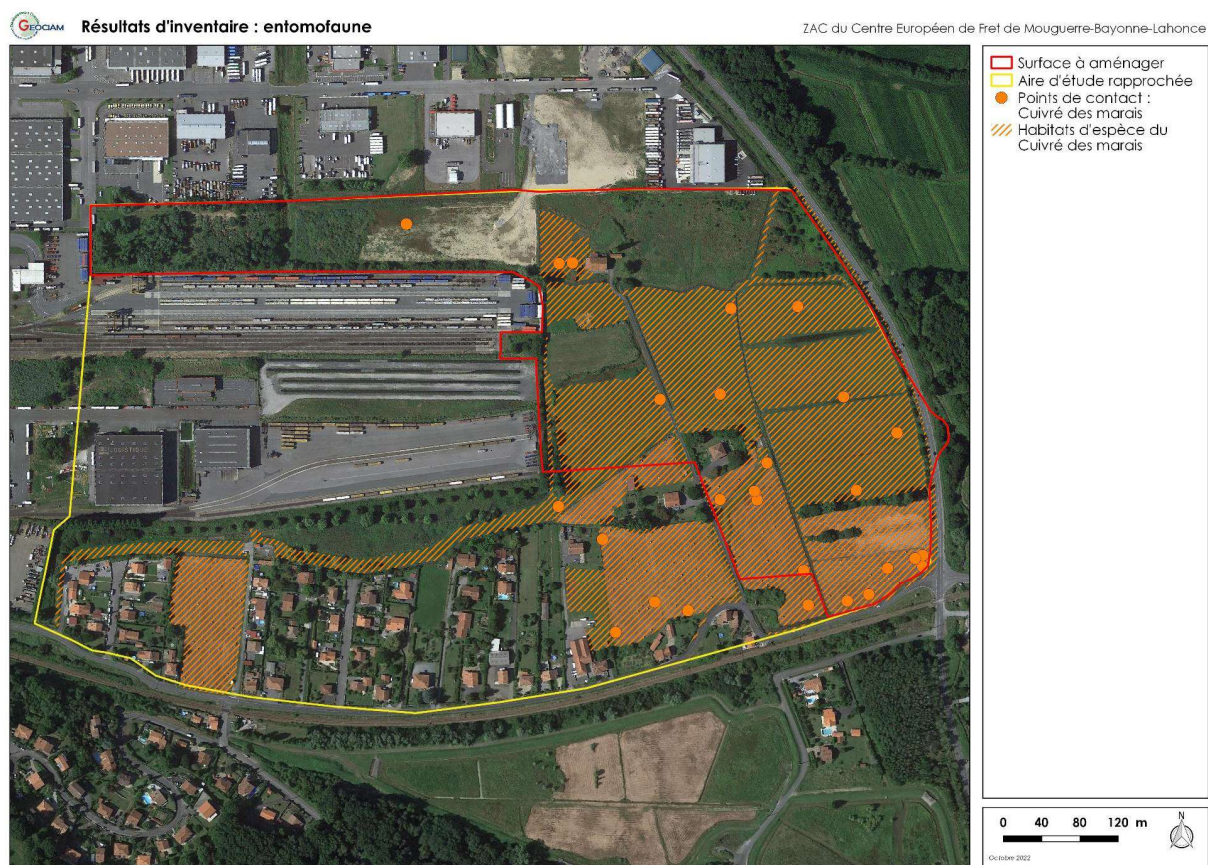 GEOCIAM
Résultats d'inventaire : entomofaune
ZAC du Centre Européen de Fret de Mouguerre-Bayonne-Lahonce
Surface à aménager
Aire d'étude rapprochée
Points de contact :
Cuivré des marais
Habitats d'espèce du
Cuivré des marais
0 40 80 120 m
N
Octobre 2022